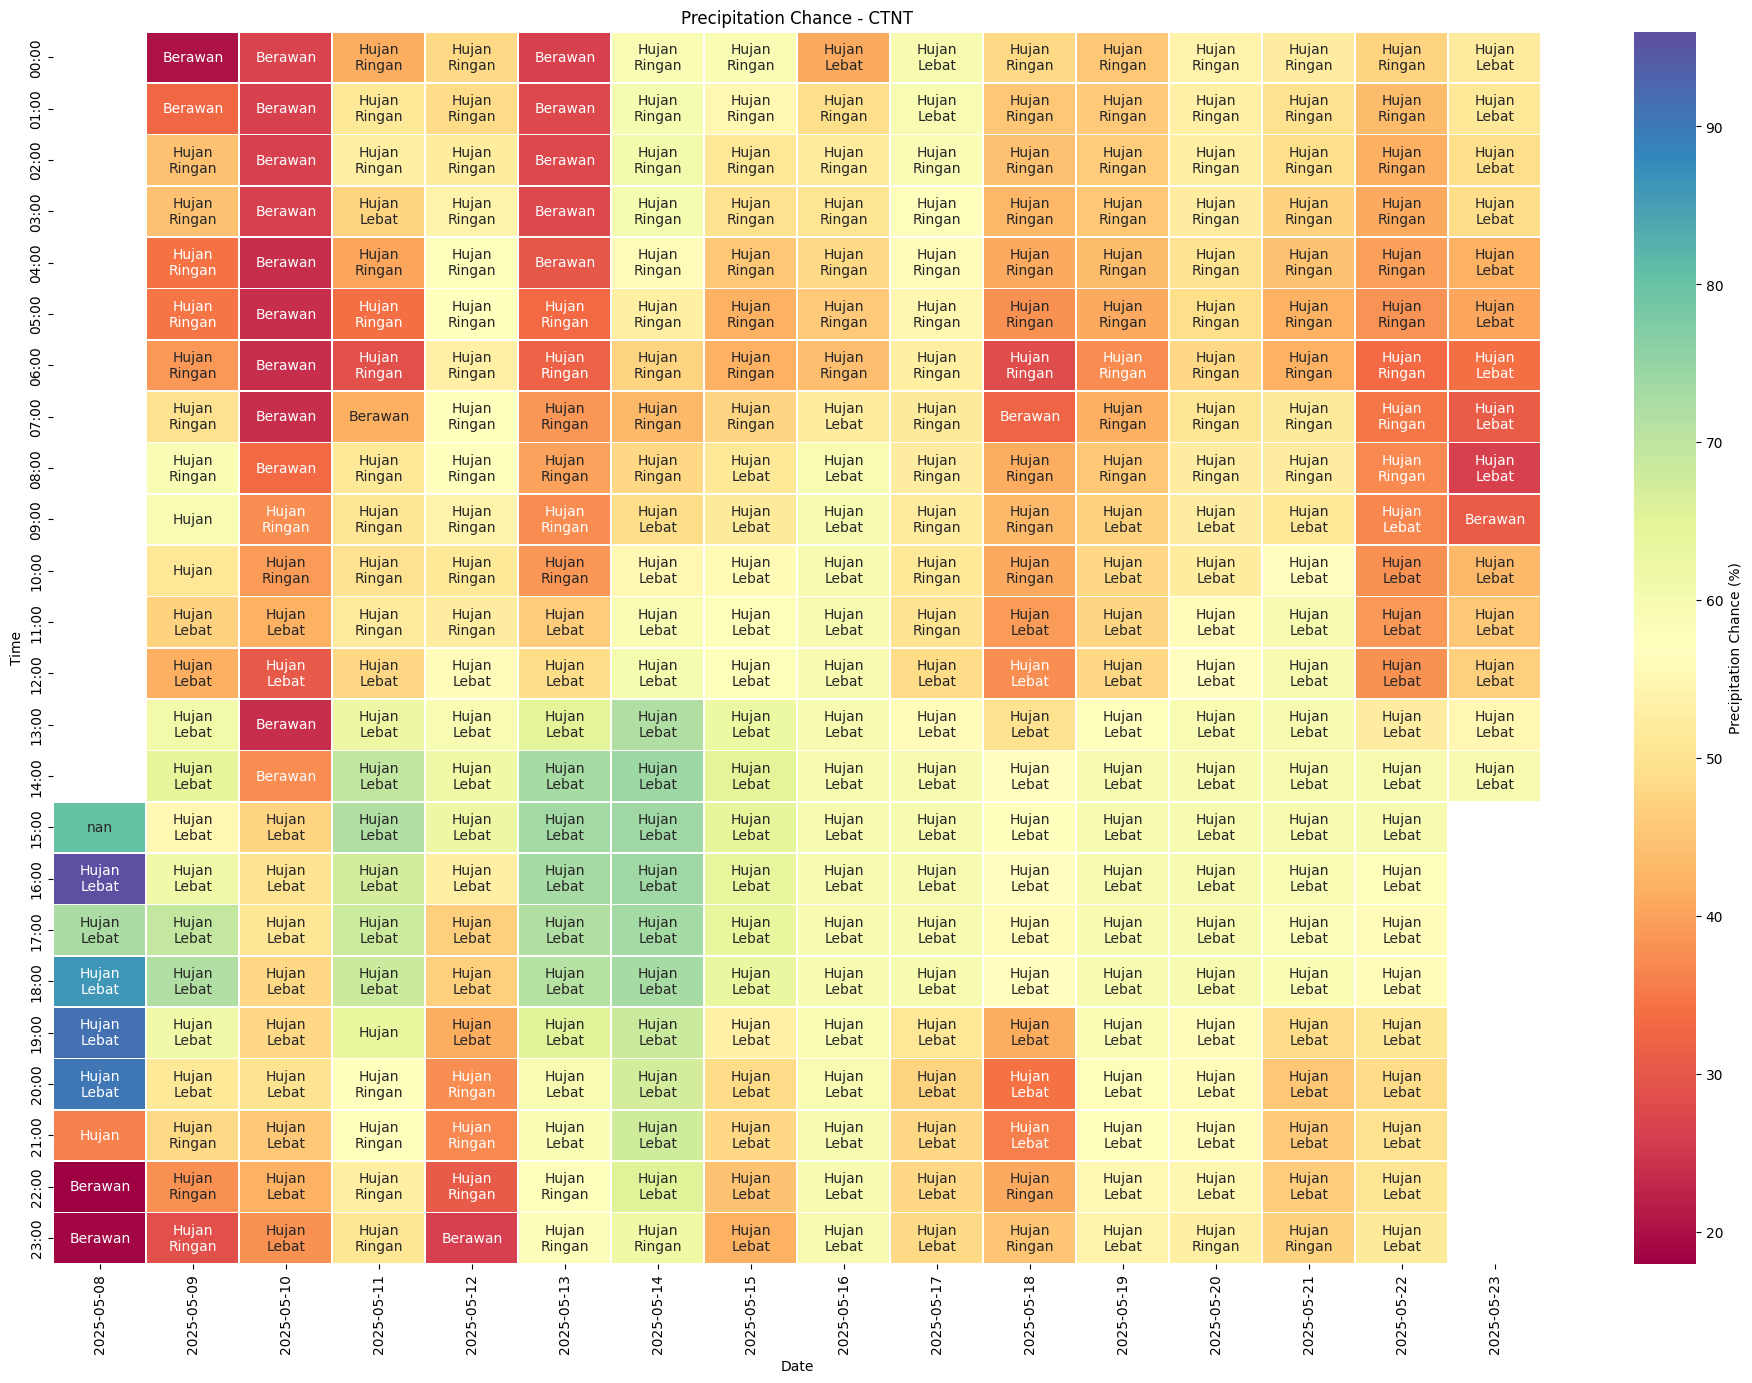 Precipitation Chance - CTNT
00:00 Berawan Berawan Hujan Ringan Hujan Ringan Berawan Hujan Ringan Hujan Ringan Hujan Lebat Hujan Lebat Hujan Ringan Hujan Ringan Hujan Ringan Hujan Ringan Hujan Ringan Hujan Lebat
01:00 Berawan Berawan Hujan Ringan Hujan Ringan Berawan Hujan Ringan Hujan Ringan Hujan Ringan Hujan Lebat Hujan Ringan Hujan Ringan Hujan Ringan Hujan Ringan Hujan Ringan Hujan Lebat
02:00 Hujan Ringan Berawan Hujan Ringan Hujan Ringan Berawan Hujan Ringan Hujan Ringan Hujan Ringan Hujan Ringan Hujan Ringan Hujan Ringan Hujan Ringan Hujan Ringan Hujan Ringan Hujan Lebat
03:00 Hujan Ringan Berawan Hujan Lebat Hujan Ringan Berawan Hujan Ringan Hujan Ringan Hujan Ringan Hujan Ringan Hujan Ringan Hujan Ringan Hujan Ringan Hujan Ringan Hujan Ringan Hujan Lebat
04:00 Hujan Ringan Berawan Hujan Ringan Hujan Ringan Berawan Hujan Ringan Hujan Ringan Hujan Ringan Hujan Ringan Hujan Ringan Hujan Ringan Hujan Ringan Hujan Ringan Hujan Ringan Hujan Lebat
05:00 Hujan Ringan Berawan Hujan Ringan Hujan Ringan Hujan Ringan Hujan Ringan Hujan Ringan Hujan Ringan Hujan Ringan Hujan Ringan Hujan Ringan Hujan Ringan Hujan Ringan Hujan Ringan Hujan Lebat
06:00 Hujan Ringan Berawan Hujan Ringan Hujan Ringan Hujan Ringan Hujan Ringan Hujan Ringan Hujan Ringan Hujan Ringan Hujan Ringan Hujan Ringan Hujan Ringan Hujan Ringan Hujan Ringan Hujan Lebat
07:00 Hujan Ringan Berawan Berawan Hujan Ringan Hujan Ringan Hujan Ringan Hujan Ringan Hujan Lebat Hujan Ringan Berawan Hujan Ringan Hujan Ringan Hujan Ringan Hujan Ringan Hujan Lebat
08:00 Hujan Ringan Berawan Hujan Ringan Hujan Ringan Hujan Ringan Hujan Ringan Hujan Lebat Hujan Lebat Hujan Ringan Hujan Ringan Hujan Ringan Hujan Ringan Hujan Ringan Hujan Ringan Hujan Lebat
09:00 Hujan Hujan Ringan Hujan Ringan Hujan Ringan Hujan Ringan Hujan Lebat Hujan Lebat Hujan Lebat Hujan Ringan Hujan Ringan Hujan Lebat Hujan Lebat Hujan Lebat Hujan Lebat Berawan
10:00 Hujan Hujan Ringan Hujan Ringan Hujan Ringan Hujan Ringan Hujan Lebat Hujan Lebat Hujan Lebat Hujan Ringan Hujan Ringan Hujan Lebat Hujan Lebat Hujan Lebat Hujan Lebat Hujan Lebat
11:00 Hujan Lebat Hujan Lebat Hujan Ringan Hujan Ringan Hujan Lebat Hujan Lebat Hujan Lebat Hujan Lebat Hujan Ringan Hujan Lebat Hujan Lebat Hujan Lebat Hujan Lebat Hujan Lebat Hujan Lebat
12:00 Hujan Lebat Hujan Lebat Hujan Lebat Hujan Lebat Hujan Lebat Hujan Lebat Hujan Lebat Hujan Lebat Hujan Lebat Hujan Lebat Hujan Lebat Hujan Lebat Hujan Lebat Hujan Lebat Hujan Lebat
13:00 Hujan Lebat Berawan Hujan Lebat Hujan Lebat Hujan Lebat Hujan Lebat Hujan Lebat Hujan Lebat Hujan Lebat Hujan Lebat Hujan Lebat Hujan Lebat Hujan Lebat Hujan Lebat Hujan Lebat
14:00 Hujan Lebat Berawan Hujan Lebat Hujan Lebat Hujan Lebat Hujan Lebat Hujan Lebat Hujan Lebat Hujan Lebat Hujan Lebat Hujan Lebat Hujan Lebat Hujan Lebat Hujan Lebat Hujan Lebat
15:00 nan Hujan Lebat Hujan Lebat Hujan Lebat Hujan Lebat Hujan Lebat Hujan Lebat Hujan Lebat Hujan Lebat Hujan Lebat Hujan Lebat Hujan Lebat Hujan Lebat Hujan Lebat Hujan Lebat
16:00 Hujan Lebat Hujan Lebat Hujan Lebat Hujan Lebat Hujan Lebat Hujan Lebat Hujan Lebat Hujan Lebat Hujan Lebat Hujan Lebat Hujan Lebat Hujan Lebat Hujan Lebat Hujan Lebat Hujan Lebat
17:00 Hujan Lebat Hujan Lebat Hujan Lebat Hujan Lebat Hujan Lebat Hujan Lebat Hujan Lebat Hujan Lebat Hujan Lebat Hujan Lebat Hujan Lebat Hujan Lebat Hujan Lebat Hujan Lebat Hujan Lebat
18:00 Hujan Lebat Hujan Lebat Hujan Lebat Hujan Lebat Hujan Lebat Hujan Lebat Hujan Lebat Hujan Lebat Hujan Lebat Hujan Lebat Hujan Lebat Hujan Lebat Hujan Lebat Hujan Lebat Hujan Lebat
19:00 Hujan Lebat Hujan Lebat Hujan Lebat Hujan Hujan Lebat Hujan Lebat Hujan Lebat Hujan Lebat Hujan Lebat Hujan Lebat Hujan Lebat Hujan Lebat Hujan Lebat Hujan Lebat Hujan Lebat
20:00 Hujan Lebat Hujan Lebat Hujan Lebat Hujan Ringan Hujan Ringan Hujan Lebat Hujan Lebat Hujan Lebat Hujan Lebat Hujan Lebat Hujan Lebat Hujan Lebat Hujan Lebat Hujan Lebat Hujan Lebat
21:00 Hujan Hujan Ringan Hujan Lebat Hujan Ringan Hujan Ringan Hujan Lebat Hujan Lebat Hujan Lebat Hujan Lebat Hujan Lebat Hujan Lebat Hujan Lebat Hujan Lebat Hujan Lebat Hujan Lebat
22:00 Berawan Hujan Ringan Hujan Lebat Hujan Ringan Hujan Ringan Hujan Ringan Hujan Lebat Hujan Lebat Hujan Lebat Hujan Lebat Hujan Ringan Hujan Lebat Hujan Lebat Hujan Lebat Hujan Lebat
23:00 Berawan Hujan Ringan Hujan Lebat Hujan Ringan Berawan Hujan Ringan Hujan Ringan Hujan Lebat Hujan Lebat Hujan Lebat Hujan Ringan Hujan Lebat Hujan Ringan Hujan Ringan Hujan Lebat
2025-05-08 2025-05-09 2025-05-10 2025-05-11 2025-05-12 2025-05-13 2025-05-14 2025-05-15 2025-05-16 2025-05-17 2025-05-18 2025-05-19 2025-05-20 2025-05-21 2025-05-22 2025-05-23
Date
Time
90
80
70
60
50
40
30
20
Precipitation Chance (%)